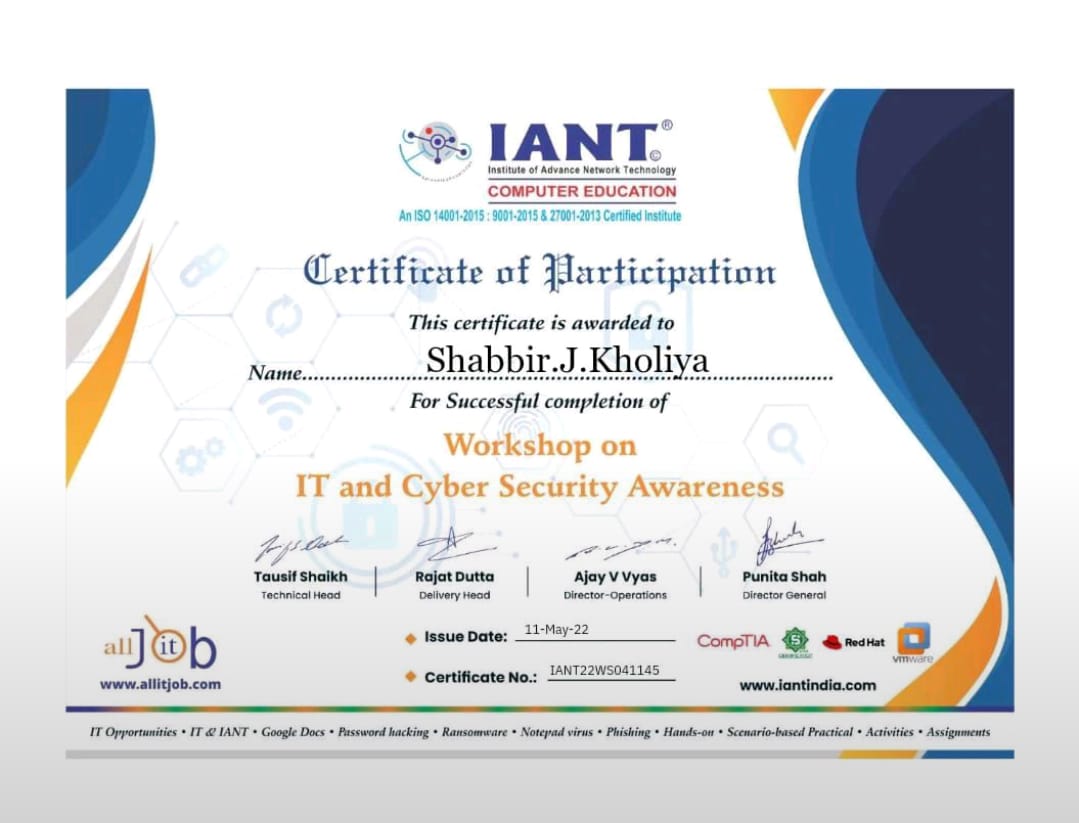 IANT®
©
Institute of Advance Network Technology
COMPUTER EDUCATION
An ISO 14001-2015 : 9001-2015 & 27001-2013 Certified Institute
Certificate of Participation
This certificate is awarded to
Name Shabbir.J.Kholiya
For Successful completion of
Workshop on
IT and Cyber Security Awareness
Tausif Shaikh
Technical Head
Rajat Dutta
Delivery Head
Ajay V Vyas
Director-Operations
Punita Shah
Director General
allJobit
www.allitjob.com
Issue Date: 11-May-22
Certificate No.: IANT22WS041145
CompTIA
Red Hat
vmware
www.iantindia.com
IT Opportunities • IT & IANT • Google Docs • Password hacking • Ransomware • Notepad virus • Phishing • Hands-on • Scenario-based Practical • Activities • Assignments